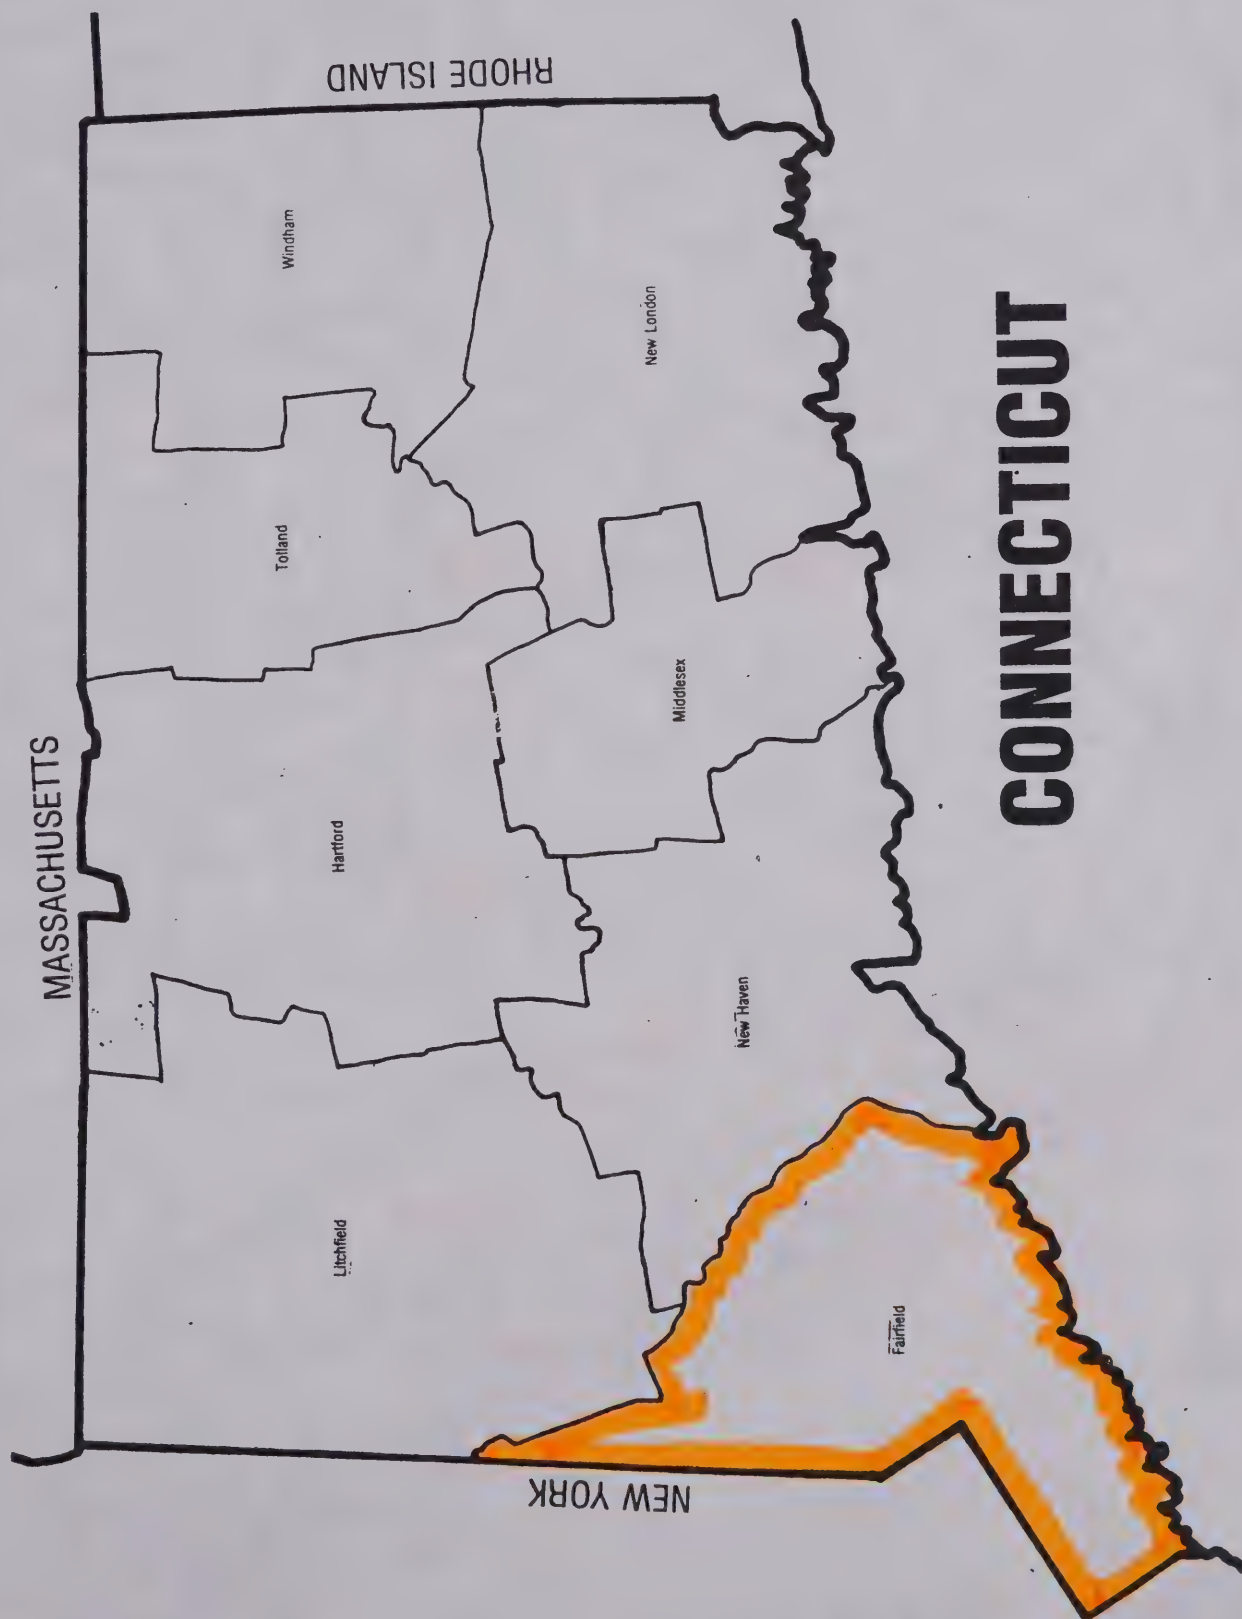 MASSACHUSETTS
RHODE ISLAND
NEW YORK
Litchfield
Hartford
Tolland
Windham
Fairfield
New Haven
Middlesex
New London
CONNECTICUT